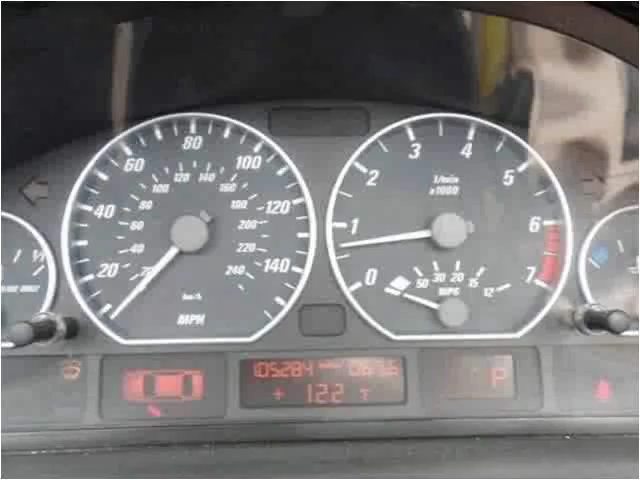 20 40 60 80 100 120 140
20 40 60 80 100 120 140 160 180 200 220 240
km/h
MPH
0 1 2 3 4 5 6 7
1/min
x1000
50 30 20 15 12
MPG
105284
+ 122
P